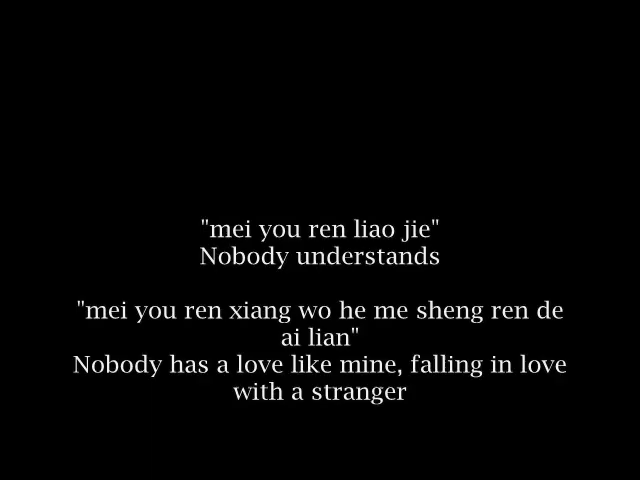 "mei you ren liao jie"
Nobody understands
"mei you ren xiang wo he me sheng ren de
ai lian"
Nobody has a love like mine, falling in love
with a stranger